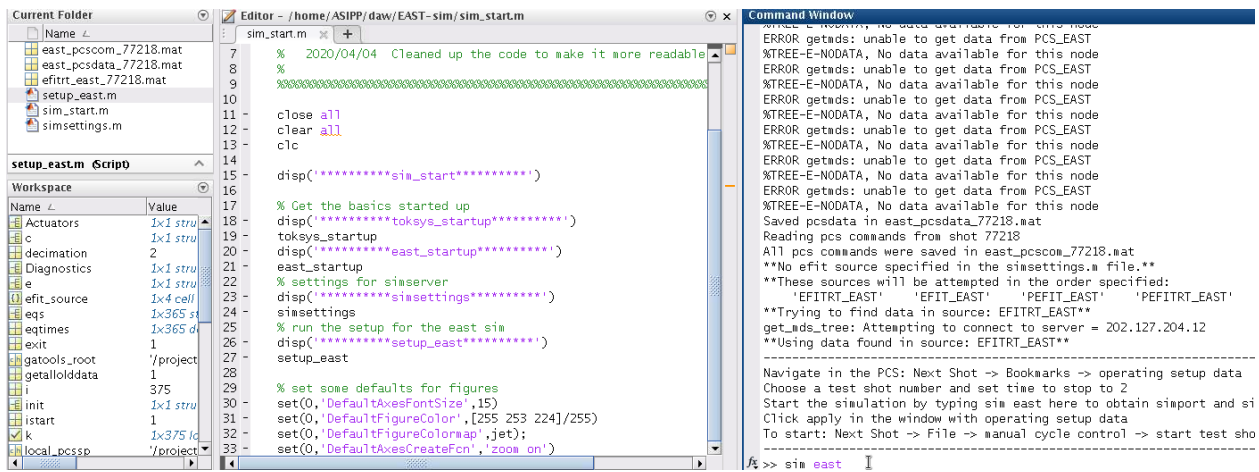 Current Folder
Name
east_pcscom_77218.mat
east_pcsdata_77218.mat
efitrt_east_77218.mat
setup_east.m
sim_start.m
simsettings.m
setup_east.m (Script)
Workspace
Name
Value
Actuators
1x1 stru
c
1x1 stru
decimation
2
Diagnostics
1x1 stru
e
1x1 stru
efit_source
1x4 cell
eqs
1x365 st
eqtimes
1x365 d
exit
1
gatools_root
'/project
getallolddata
1
i
375
init
1x1 stru
istart
1
k
1x375 lo
local_pcssp
'/project
Editor - /home/ASIPP/daw/EAST-sim/sim_start.m
sim_start.m
7 % 2020/04/04 Cleaned up the code to make it more readable
8 %
9
10
11 - close all
12 - clear all
13 - clc
14
15 - disp('**********sim_start**********')
16
17 % Get the basics started up
18 - disp('**********toksys_startup**********')
19 - toksys_startup
20 - disp('**********east_startup**********')
21 - east_startup
22 % settings for simserver
23 - disp('**********simsettings**********')
24 - simsettings
25 % run the setup for the east sim
26 - disp('**********setup_east**********')
27 - setup_east
28
29 % set some defaults for figures
30 - set(0,'DefaultAxesFontSize',15)
31 - set(0,'DefaultFigureColor',[255 253 224]/255)
32 - set(0,'DefaultFigureColormap',jet);
33 - set(0,'DefaultAxesCreateFcn','zoom on')
Command Window
%TREE-E-NODATA, No data available for this node
ERROR getmds: unable to get data from PCS_EAST
%TREE-E-NODATA, No data available for this node
ERROR getmds: unable to get data from PCS_EAST
%TREE-E-NODATA, No data available for this node
ERROR getmds: unable to get data from PCS_EAST
%TREE-E-NODATA, No data available for this node
ERROR getmds: unable to get data from PCS_EAST
%TREE-E-NODATA, No data available for this node
ERROR getmds: unable to get data from PCS_EAST
%TREE-E-NODATA, No data available for this node
ERROR getmds: unable to get data from PCS_EAST
%TREE-E-NODATA, No data available for this node
Saved pcsdata in east_pcsdata_77218.mat
Reading pcs commands from shot 77218
All pcs commands were saved in east_pcscom_77218.mat
**No efit source specified in the simsettings.m file.**
**These sources will be attempted in the order specified:
'EFITRT_EAST' 'EFIT_EAST' 'PEFIT_EAST' 'PEFITRT_EAST'
**Trying to find data in source: EFITRT_EAST**
get_mds_tree: Attempting to connect to server = 202.127.204.12
**Using data found in source: EFITRT_EAST**
Navigate in the PCS: Next Shot -> Bookmarks -> operating setup data
Choose a test shot number and set time to stop to 2
Start the simulation by typing sim east here to obtain simport and si
Click apply in the window with operating setup data
To start: Next Shot -> File -> manual cycle control -> start test sho
fx >> sim east